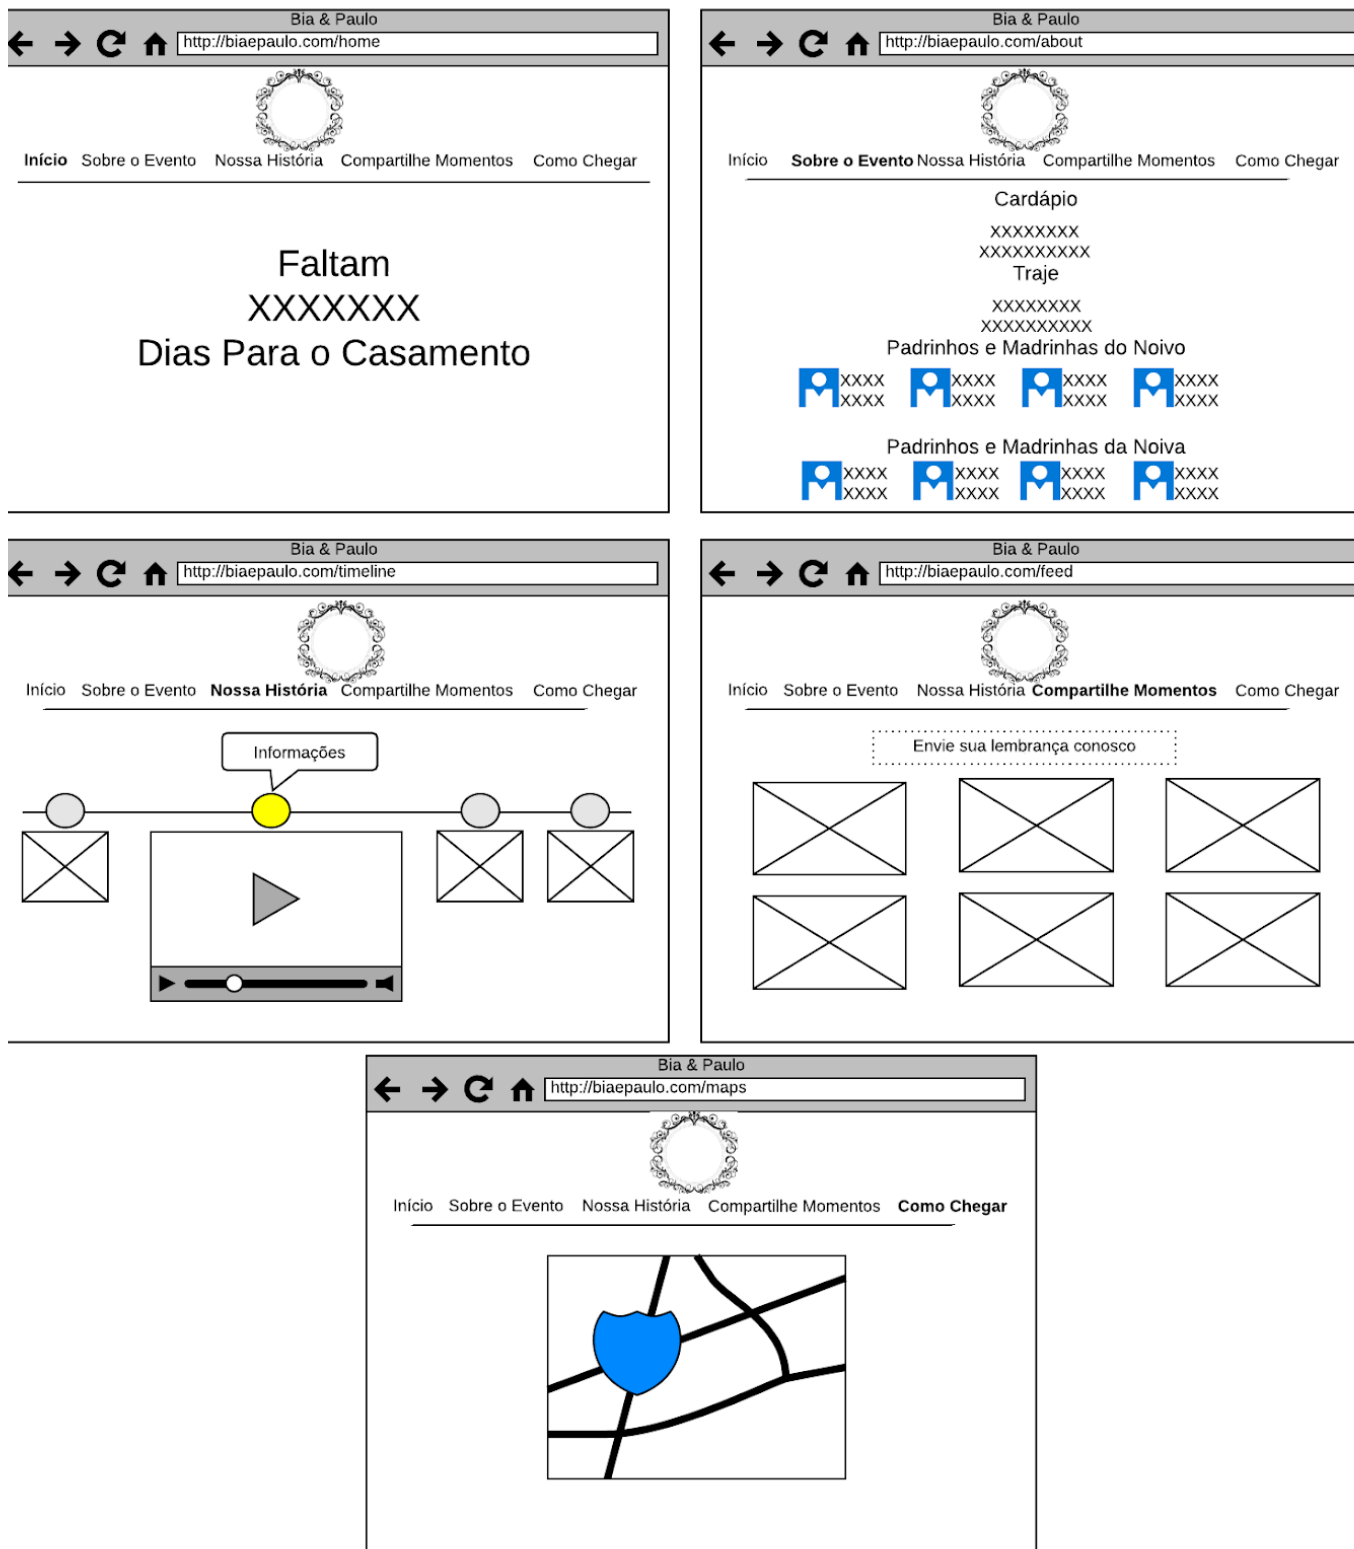 Bia & Paulo
http://biaepaulo.com/home
Início Sobre o Evento Nossa História Compartilhe Momentos Como Chegar
Faltam
XXXXXXX
Dias Para o Casamento
Bia & Paulo
http://biaepaulo.com/about
Início Sobre o Evento Nossa História Compartilhe Momentos Como Chegar
Cardápio
XXXXXXXX
XXXXXXXXXX
Traje
XXXXXXXX
XXXXXXXXXX
Padrinhos e Madrinhas do Noivo
XXXX XXXX XXXX XXXX
XXXX XXXX XXXX XXXX
Padrinhos e Madrinhas da Noiva
XXXX XXXX XXXX XXXX
XXXX XXXX XXXX XXXX
Bia & Paulo
http://biaepaulo.com/timeline
Início Sobre o Evento Nossa História Compartilhe Momentos Como Chegar
Informações
Bia & Paulo
http://biaepaulo.com/feed
Início Sobre o Evento Nossa História Compartilhe Momentos Como Chegar
Envie sua lembrança conosco
Bia & Paulo
http://biaepaulo.com/maps
Início Sobre o Evento Nossa História Compartilhe Momentos Como Chegar